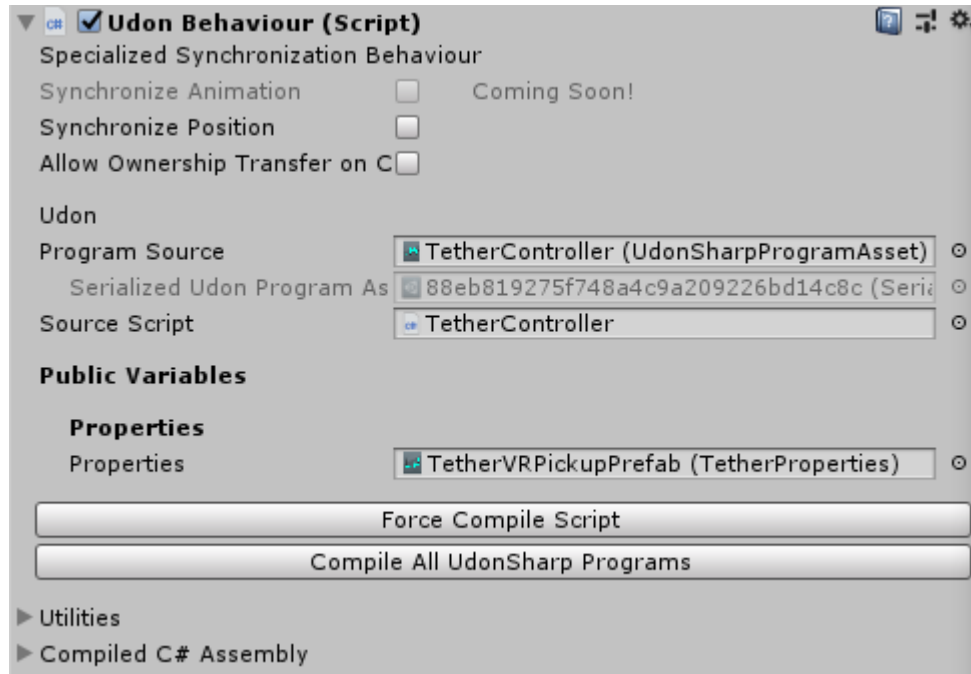 Udon Behaviour (Script)
Specialized Synchronization Behaviour
Synchronize Animation Coming Soon!
Synchronize Position
Allow Ownership Transfer on C
Udon
Program Source TetherController (UdonSharpProgramAsset)
Serialized Udon Program As 88eb819275f748a4c9a209226bd14c8c (Seria
Source Script TetherController
Public Variables
Properties
Properties TetherVRPickupPrefab (TetherProperties)
Force Compile Script
Compile All UdonSharp Programs
Utilities
Compiled C# Assembly